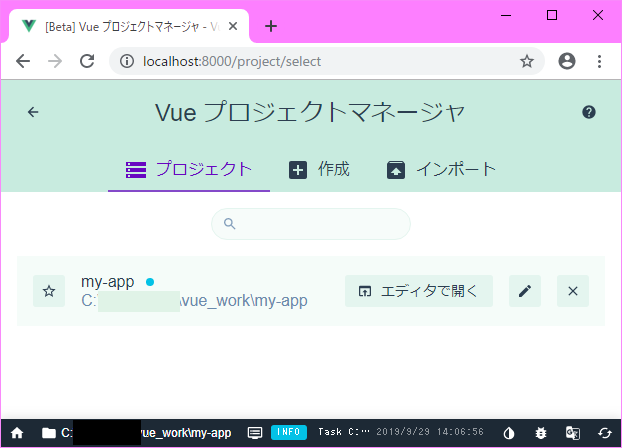 [Beta] Vue プロジェクトマネージャ - V
localhost:8000/project/select
Vue プロジェクトマネージャ
プロジェクト 作成 インポート
my-app
C:\vue_work\my-app
エディタで開く
C: vue_work\my-app INFO Task C:… 2019/9/29 14:06:56